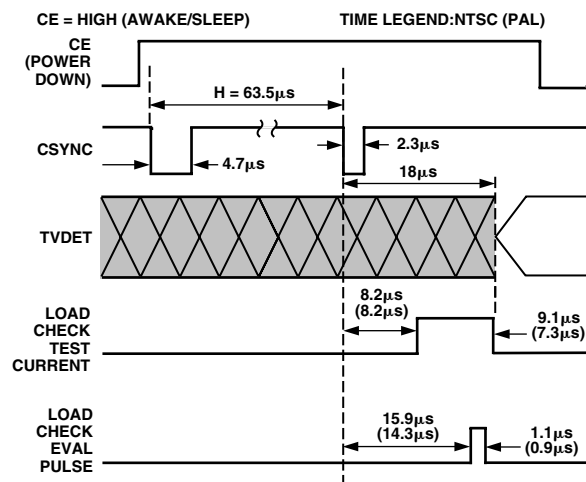 CE = HIGH (AWAKE/SLEEP)
TIME LEGEND:NTSC (PAL)
CE
(POWER
DOWN)
H = 63.5µs
CSYNC
2.3µs
4.7µs
18µs
TVDET
8.2µs
(8.2µs)
LOAD
CHECK
TEST
CURRENT
9.1µs
(7.3µs)
15.9µs
(14.3µs)
LOAD
CHECK
EVAL
PULSE
1.1µs
(0.9µs)